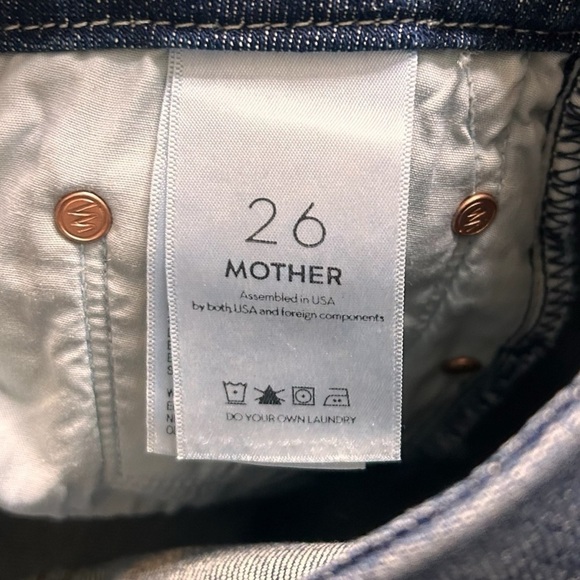 26
MOTHER
Assembled in USA
by both USA and foreign components
DO YOUR OWN LAUNDRY